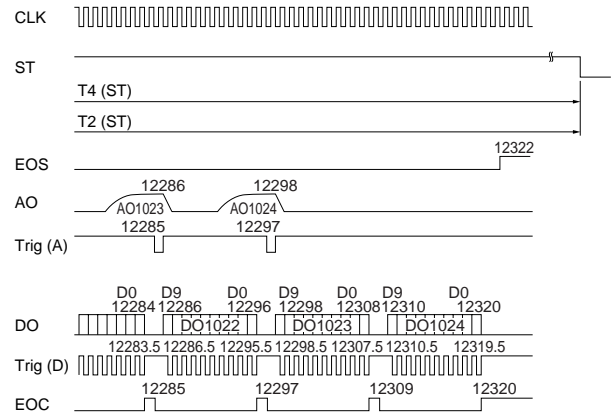 CLK
ST
T4 (ST)
T2 (ST)
12322
EOS
12286 12298
AO AO1023 AO1024
12285 12297
Trig (A)
D0 D9 D0 D9 D0 D9 D0
12284 12286 12296 12298 12308 12310 12320
DO DO1022 DO1023 DO1024
12283.5 12286.5 12295.5 12298.5 12307.5 12310.5 12319.5
Trig (D)
12285 12297 12309 12320
EOC